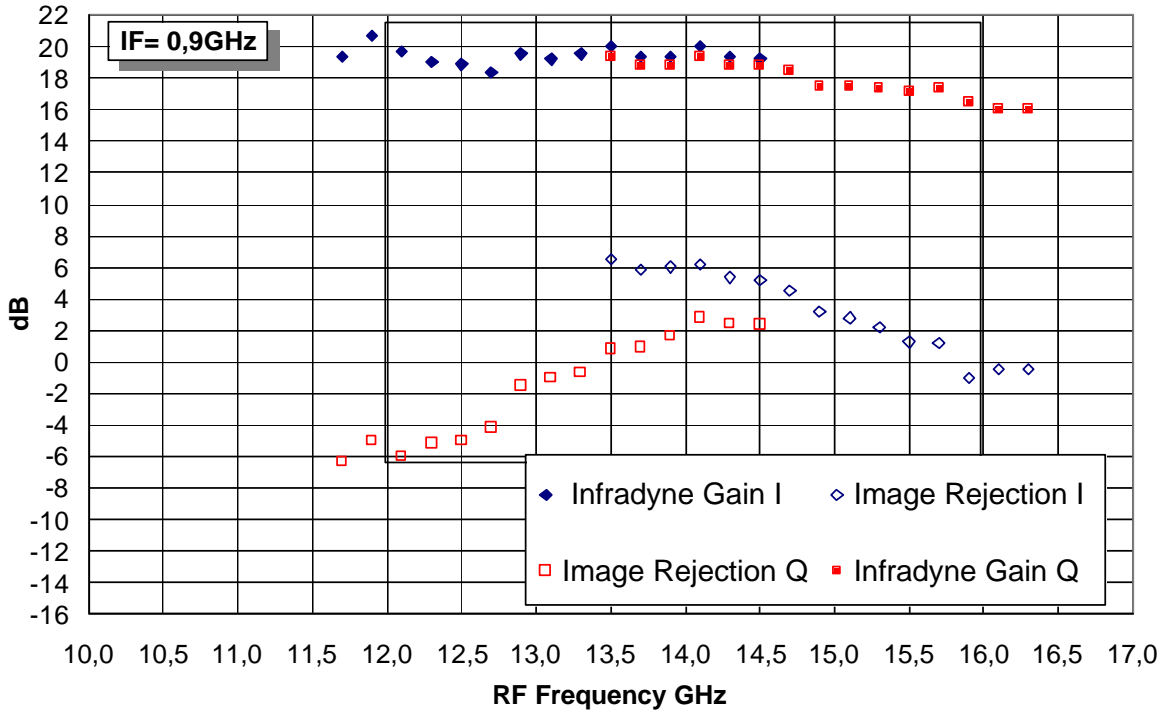 22
20
18
16
14
12
10
8
6
4
2
0
-2
-4
-6
-8
-10
-12
-14
-16
dB
IF= 0,9GHz
Infradyne Gain I
Image Rejection I
Image Rejection Q
Infradyne Gain Q
10,0 10,5 11,0 11,5 12,0 12,5 13,0 13,5 14,0 14,5 15,0 15,5 16,0 16,5 17,0
RF Frequency GHz